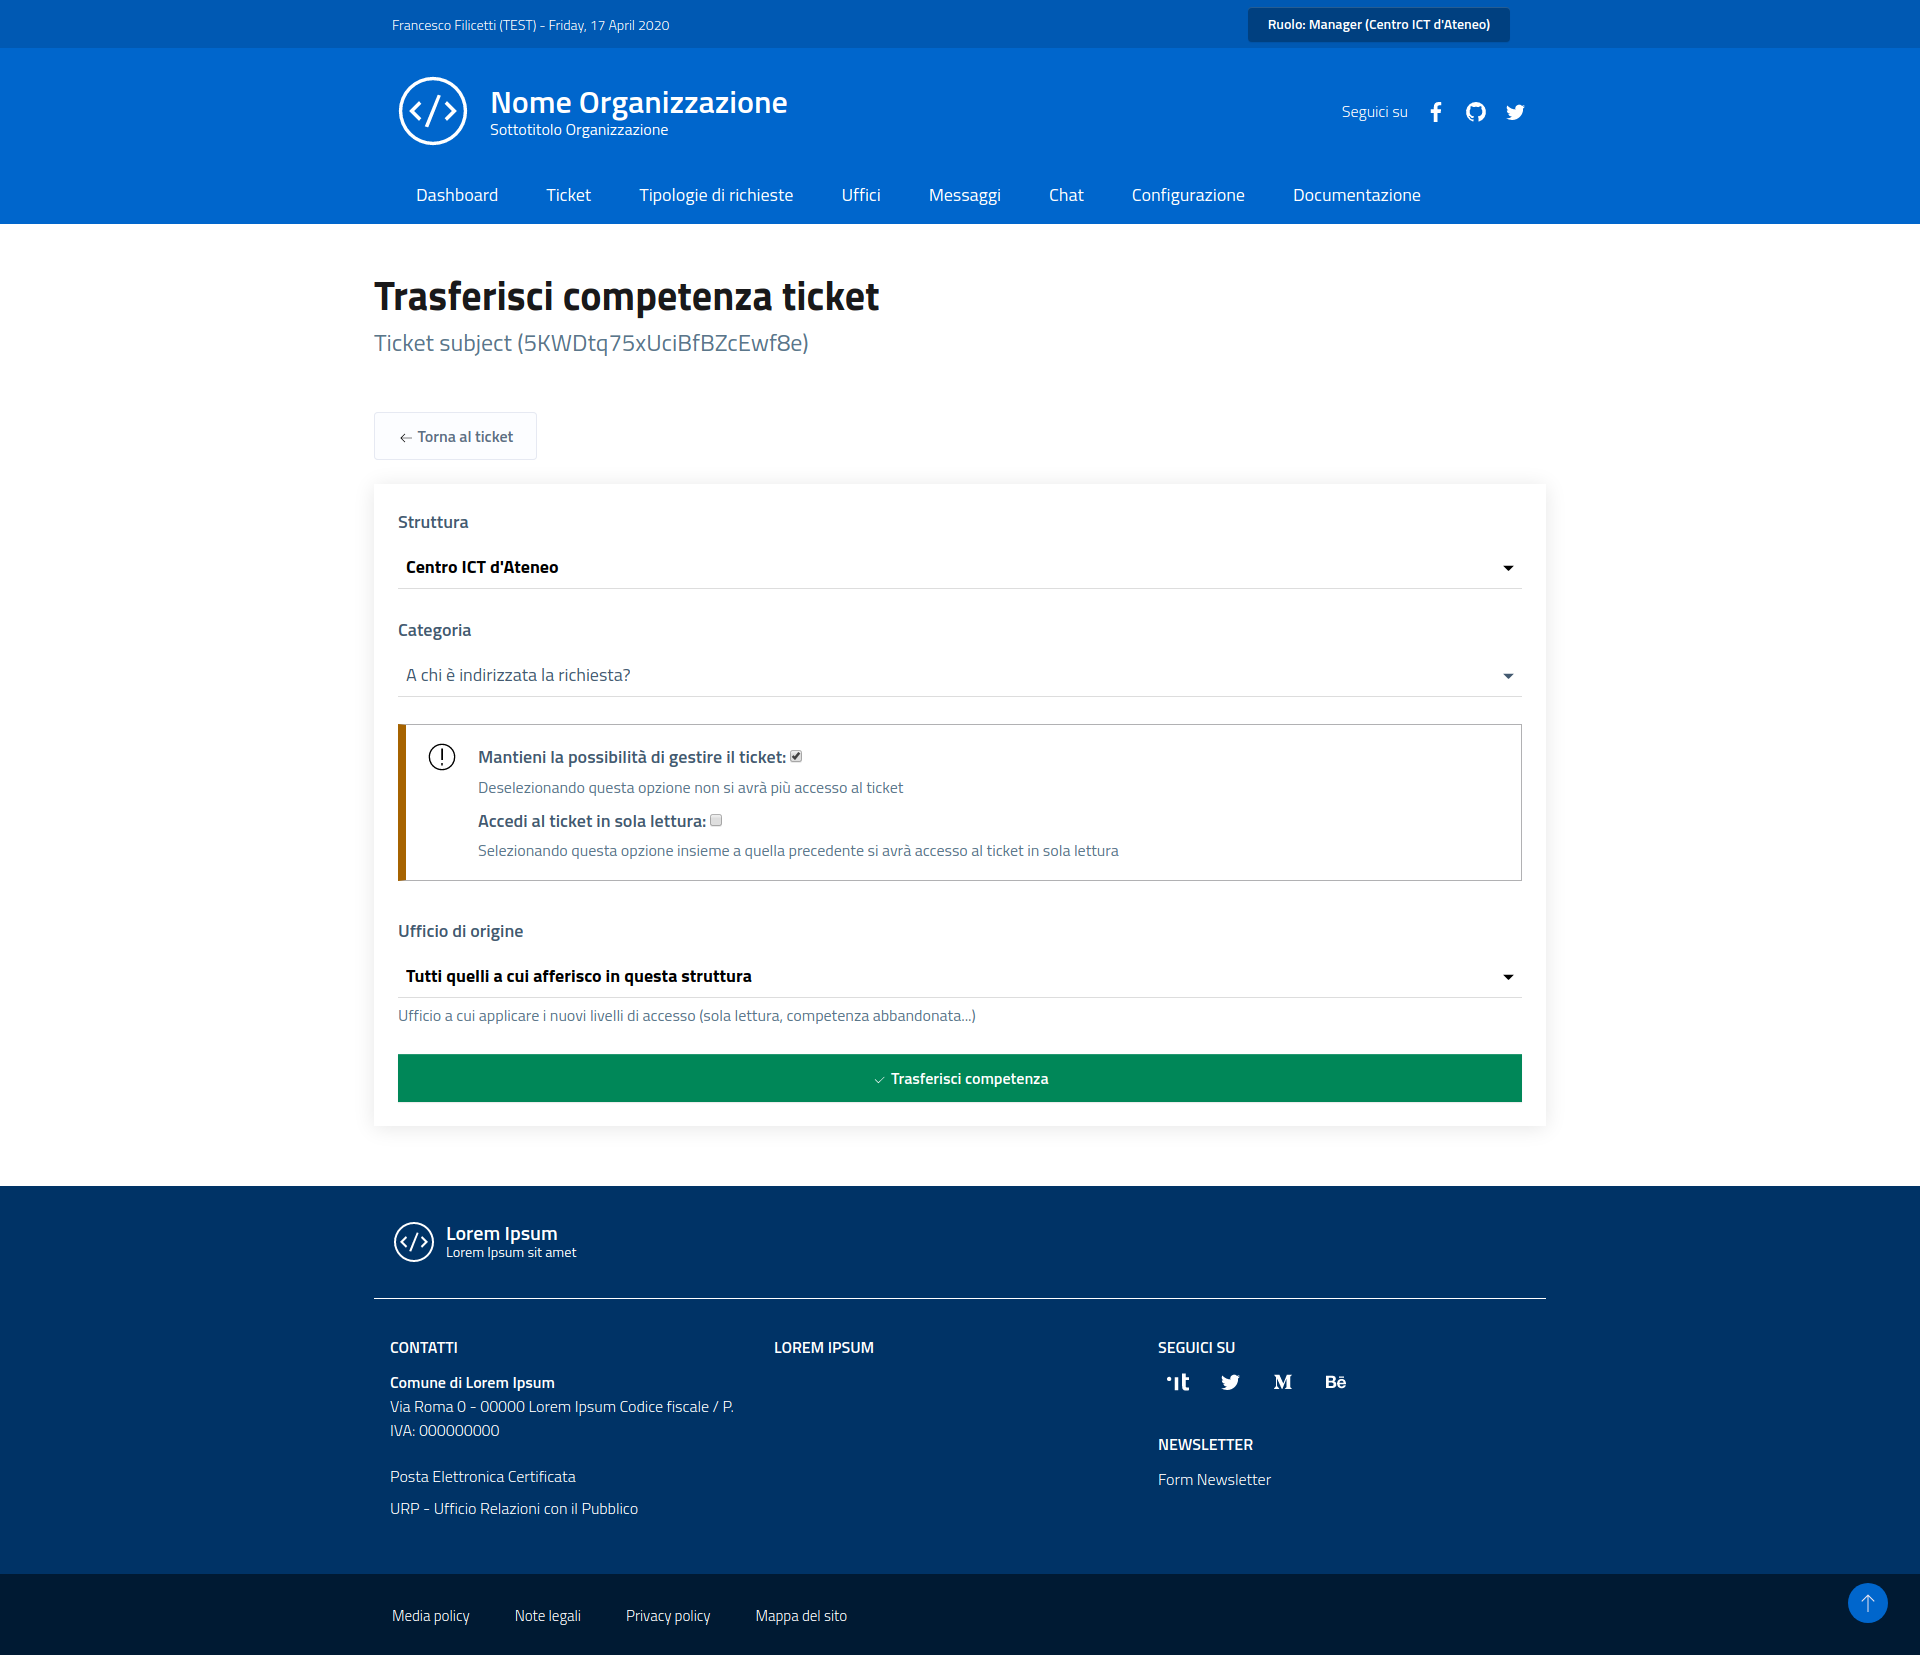 Francesco Filicetti (TEST) - Friday, 17 April 2020
Ruolo: Manager (Centro ICT d'Ateneo)
Nome Organizzazione
Sottotitolo Organizzazione
Seguici su
Dashboard Ticket Tipologie di richieste Uffici Messaggi Chat Configurazione Documentazione
Trasferisci competenza ticket
Ticket subject (5KWDtq75xUciBfBZcEwf8e)
Torna al ticket
Struttura
Centro ICT d'Ateneo
Categoria
A chi è indirizzata la richiesta?
Mantieni la possibilità di gestire il ticket:
Deselezionando questa opzione non si avrà più accesso al ticket
Accedi al ticket in sola lettura:
Selezionando questa opzione insieme a quella precedente si avrà accesso al ticket in sola lettura
Ufficio di origine
Tutti quelli a cui afferisco in questa struttura
Ufficio a cui applicare i nuovi livelli di accesso (sola lettura, competenza abbandonata...)
Trasferisci competenza
Lorem Ipsum
Lorem Ipsum sit amet
CONTATTI
Comune di Lorem Ipsum
Via Roma 0 - 00000 Lorem Ipsum Codice fiscale / P.
IVA: 000000000
Posta Elettronica Certificata
URP - Ufficio Relazioni con il Pubblico
LOREM IPSUM
SEGUICI SU
NEWSLETTER
Form Newsletter
Media policy Note legali Privacy policy Mappa del sito